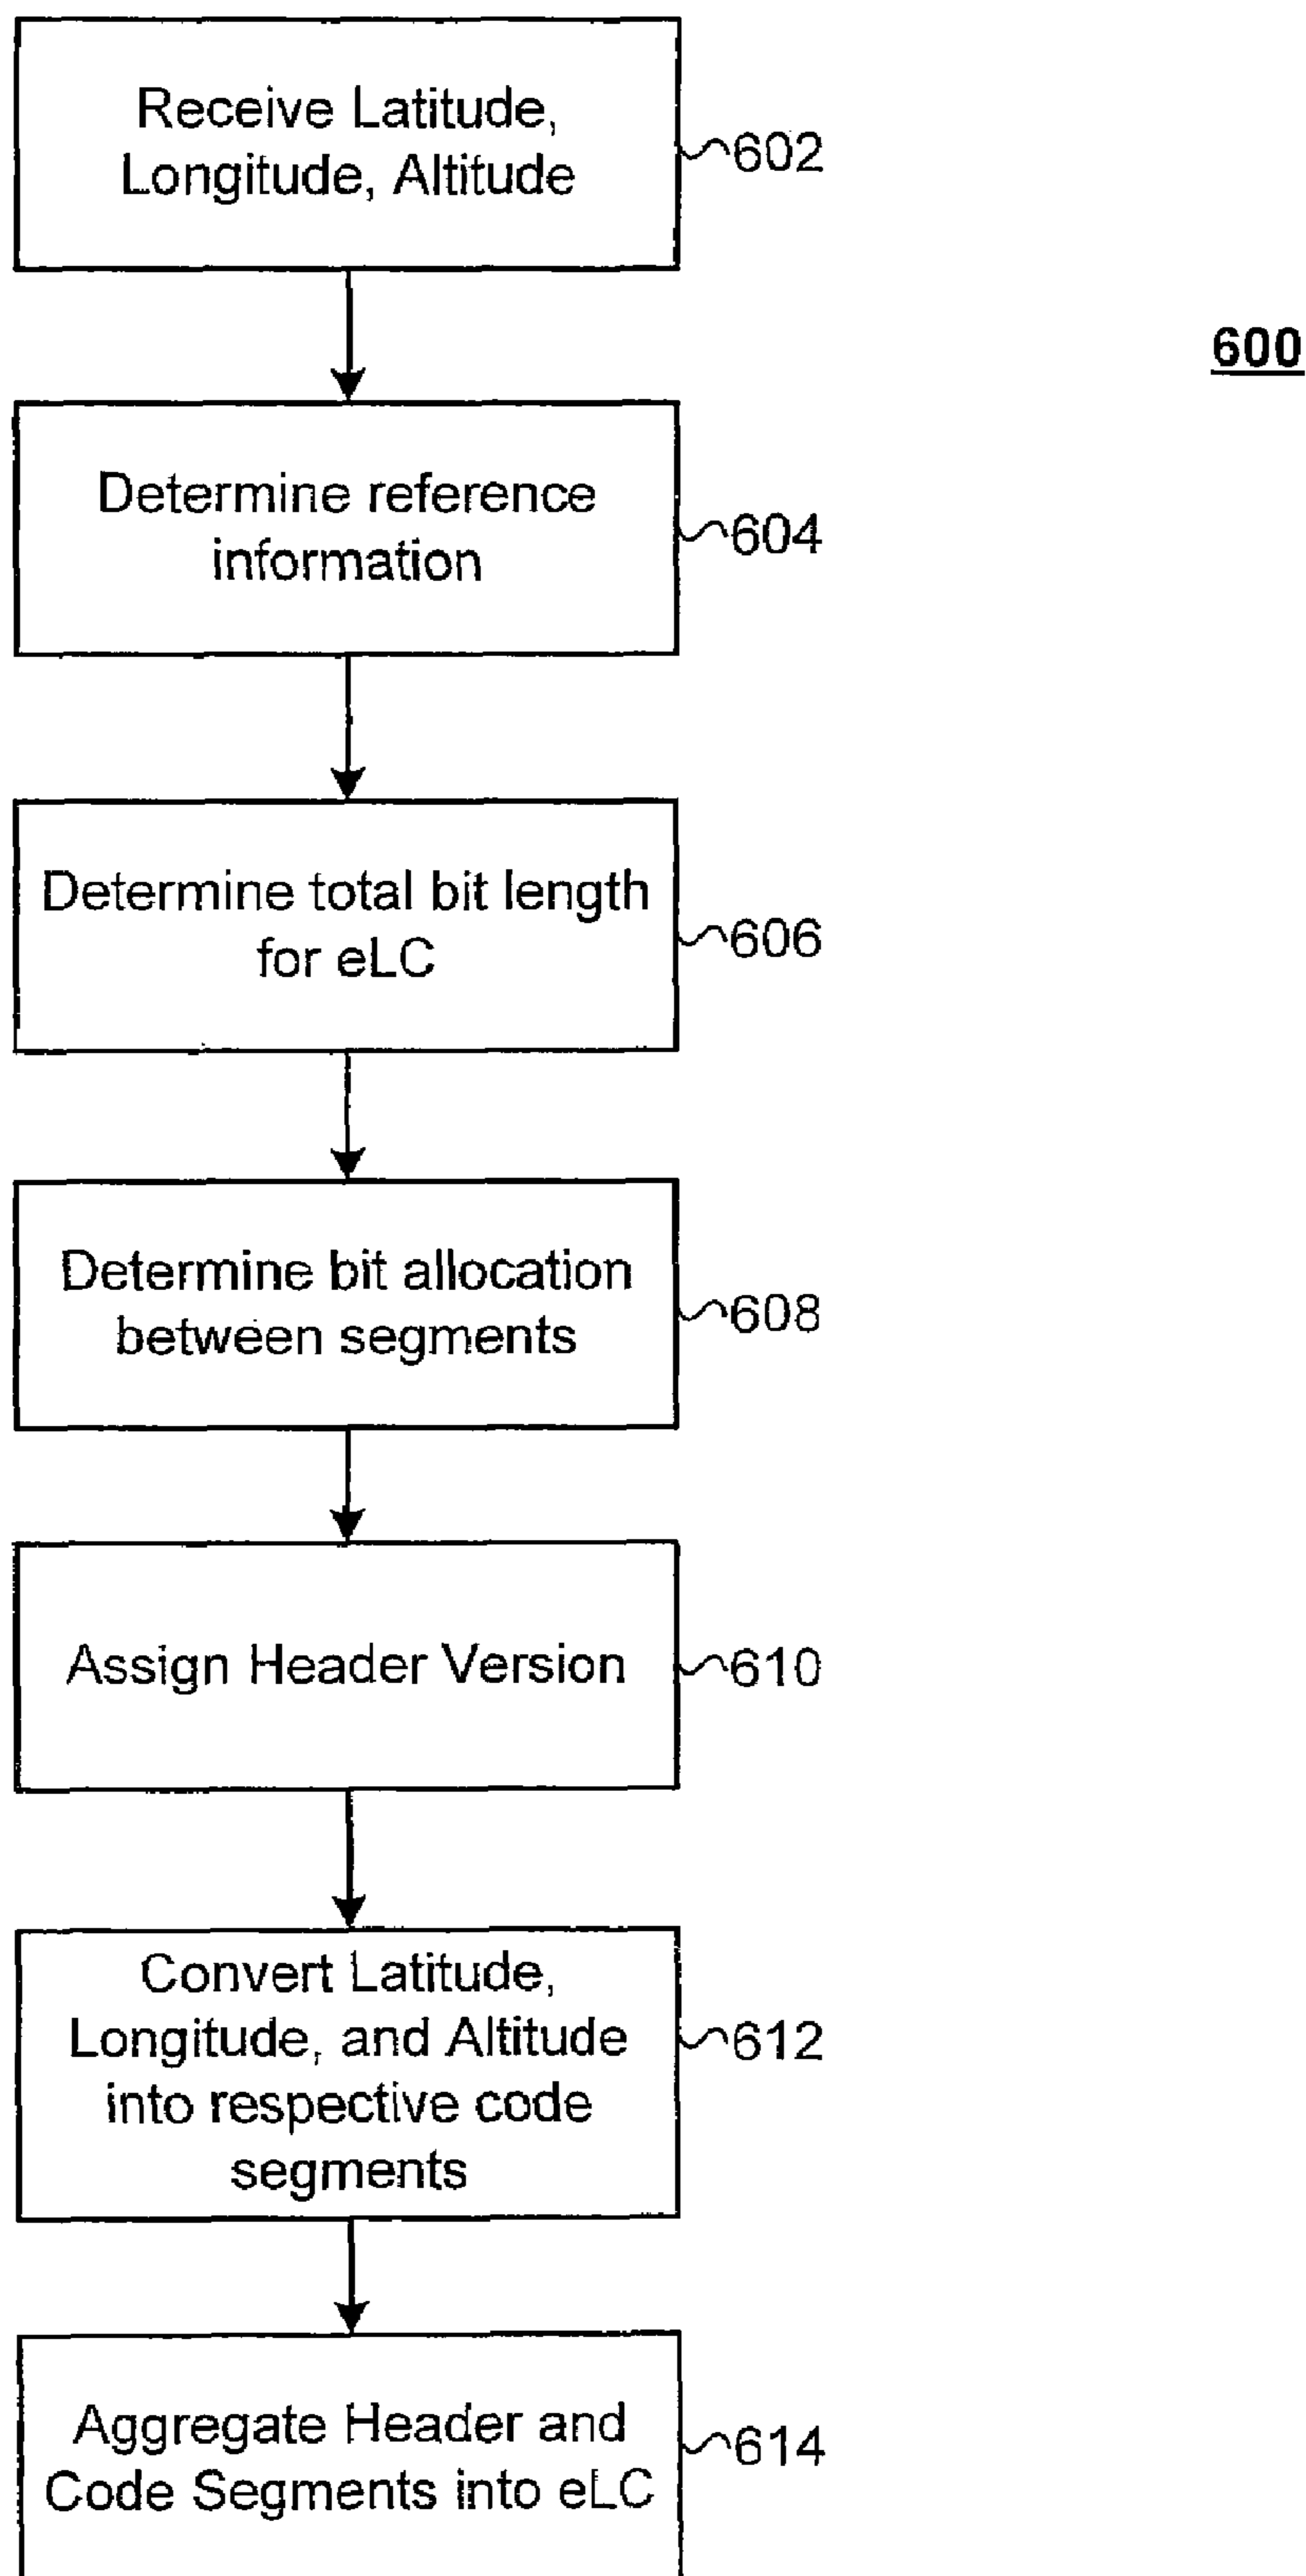 Receive Latitude,
Longitude, Altitude
602
600
Determine reference
information
604
Determine total bit length
for eLC
606
Determine bit allocation
between segments
608
Assign Header Version
610
Convert Latitude,
Longitude, and Altitude
into respective code
segments
612
Aggregate Header and
Code Segments into eLC
614